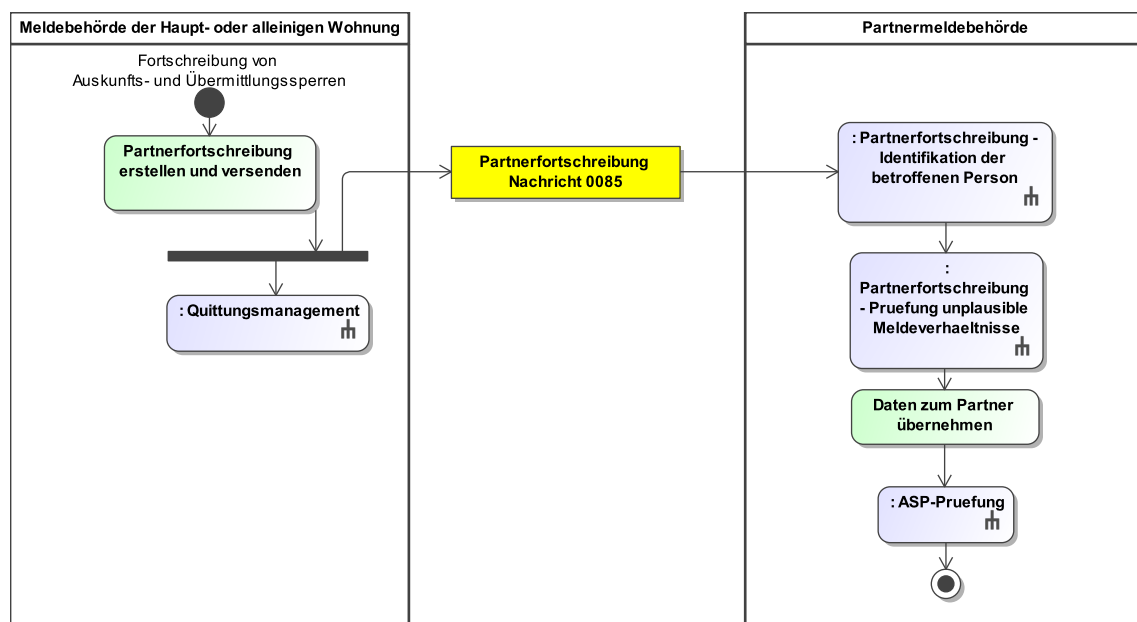 Meldebehörde der Haupt- oder alleinigen Wohnung
Fortschreibung von
Auskunfts- und Übermittlungssperren
Partnerfortschreibung
erstellen und versenden
: Quittungsmanagement
Partnerfortschreibung
Nachricht 0085
Partnermeldebehörde
: Partnerfortschreibung -
Identifikation der
betroffenen Person
:
Partnerfortschreibung
- Pruefung unplausible
Meldeverhaeltnisse
Daten zum Partner
übernehmen
: ASP-Pruefung